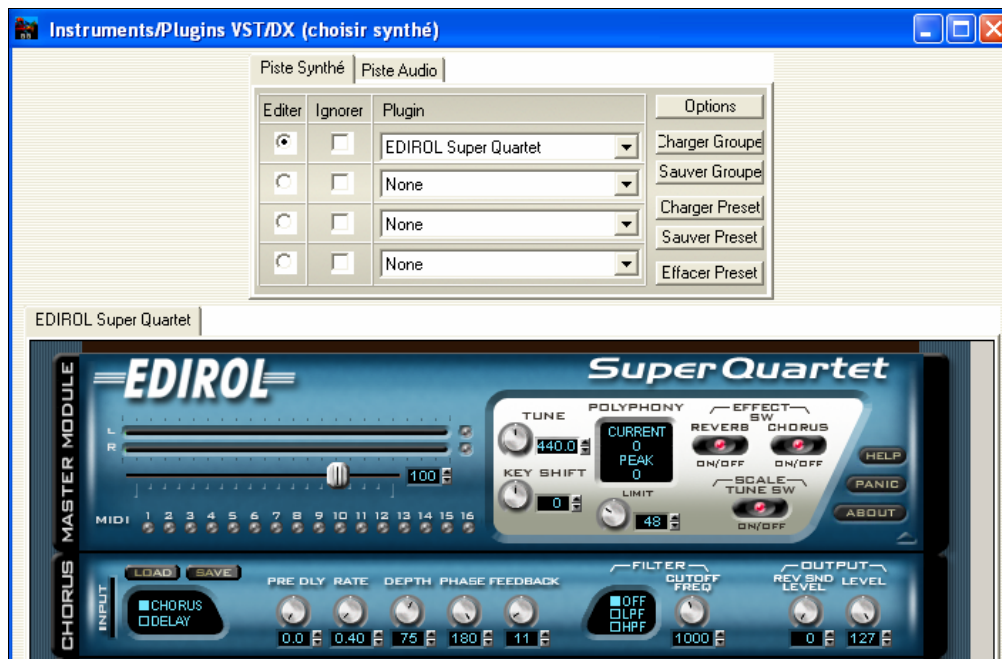 Instruments/Plugins VST/DX (choisir synthé)
Piste Synthé Piste Audio
Editer Ignorer Plugin Options
EDIROL Super Quartet Charger Groupe
None Sauver Groupe
None Charger Preset
Sauver Preset
None Effacer Preset
EDIROL Super Quartet
MASTER MODULE
EDIROL Super Quartet
TUNE POLYPHONY EFFECT SW
L CURRENT REVERB CHORUS
R 440.0 0
PEAK ON/OFF ON/OFF HELP
KEY SHIFT 0 SCALE
100 LIMIT TUNE SW PANIC
0 48 ON/OFF ABOUT
MIDI 1 2 3 4 5 6 7 8 9 10 11 12 13 14 15 16
CHORUS
INPUT
LOAD SAVE FILTER OUTPUT
PRE DLY RATE DEPTH PHASE FEEDBACK CUTOFF FREQ REV SND LEVEL LEVEL
CHORUS OFF
DELAY LPF
HPF
0.0 0.40 75 180 11 1000 0 127